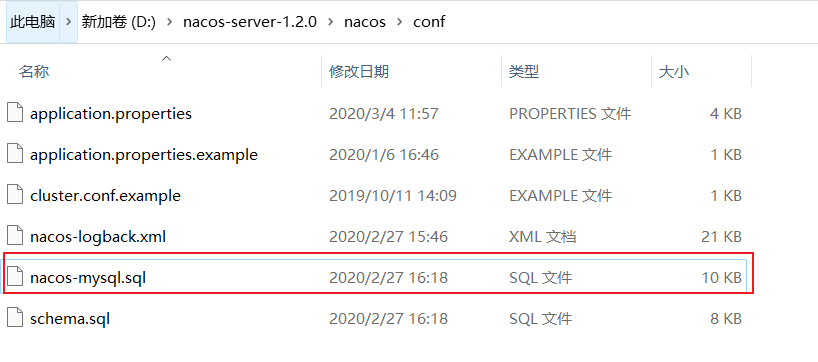 此电脑 > 新加卷 (D:) > nacos-server-1.2.0 > nacos > conf
名称 修改日期 类型 大小
application.properties 2020/3/4 11:57 PROPERTIES 文件 4 KB
application.properties.example 2020/1/6 16:46 EXAMPLE 文件 1 KB
cluster.conf.example 2019/10/11 14:09 EXAMPLE 文件 1 KB
nacos-logback.xml 2020/2/27 15:46 XML 文档 21 KB
nacos-mysql.sql 2020/2/27 16:18 SQL 文件 10 KB
schema.sql 2020/2/27 16:18 SQL 文件 8 KB